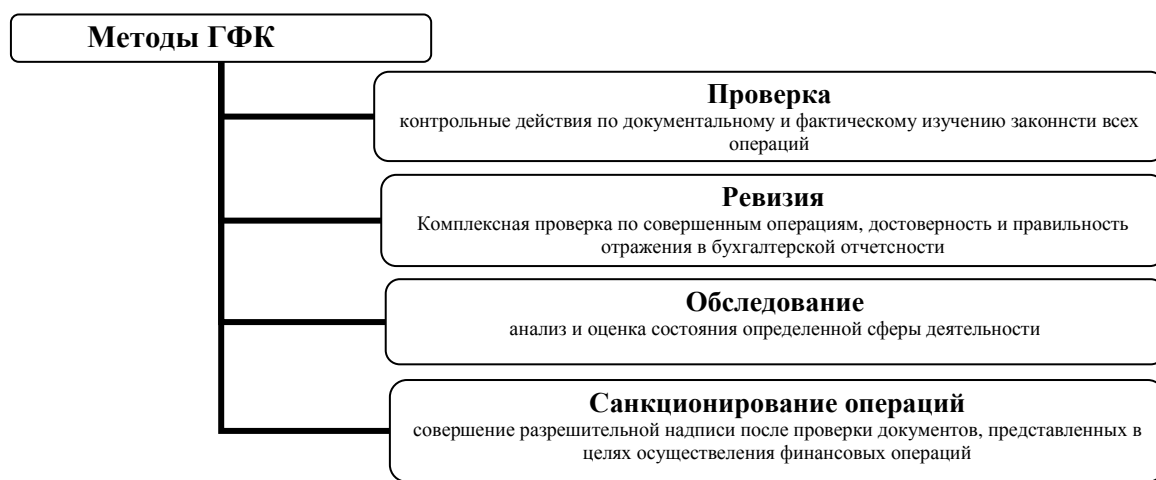 Методы ГФК
Проверка
контрольные действия по документальному и фактическому изучению законнсти всех
операций
Ревизия
Комплексная проверка по совершенным операциям, достоверность и правильность
отражения в бухгалтерской отчетсности
Обследование
анализ и оценка состояния определенной сферы деятельности
Санкционирование операций
совершение разрешительной надписи после проверки документов, представленных в
целях осуществеления финансовых операций